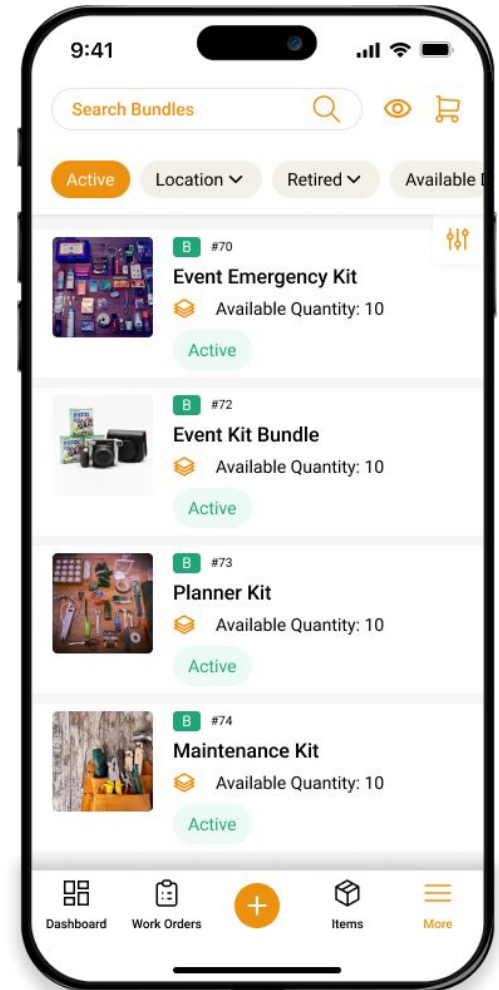 9:41
Search Bundles
Active Location Retired Available
B #70
Event Emergency Kit
Available Quantity: 10
Active
B #72
Event Kit Bundle
Available Quantity: 10
Active
B #73
Planner Kit
Available Quantity: 10
Active
B #74
Maintenance Kit
Available Quantity: 10
Active
Dashboard Work Orders + Items More